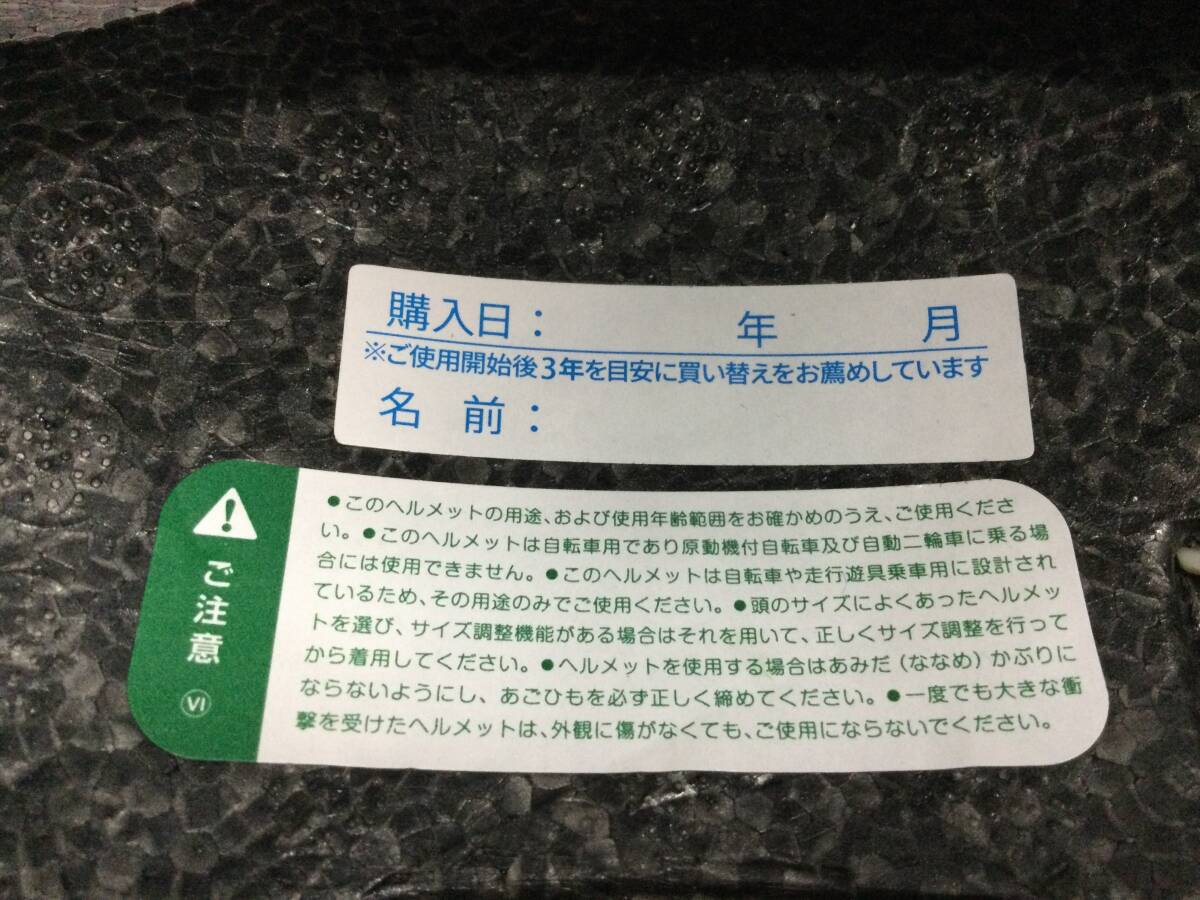 購入日： 年 月
※ご使用開始後3年を目安に買い替えをお薦めしています
名 前：
ご注意 Ⅵ
●このヘルメットの用途、および使用年齢範囲をお確かめのうえ、ご使用くださ
い。●このヘルメットは自転車用であり原動機付自転車及び自動二輪車に乗る場
合には使用できません。●このヘルメットは自転車や走行遊具乗車用に設計され
ているため、その用途のみでご使用ください。●頭のサイズによくあったヘルメッ
トを選び、サイズ調整機能がある場合はそれを用いて、正しくサイズ調整を行って
から着用してください。●ヘルメットを使用する場合はあみだ（ななめ）かぶりに
ならないようにし、あごひもを必ず正しく締めてください。●一度でも大きな衝
撃を受けたヘルメットは、外観に傷がなくても、ご使用にならないでください。